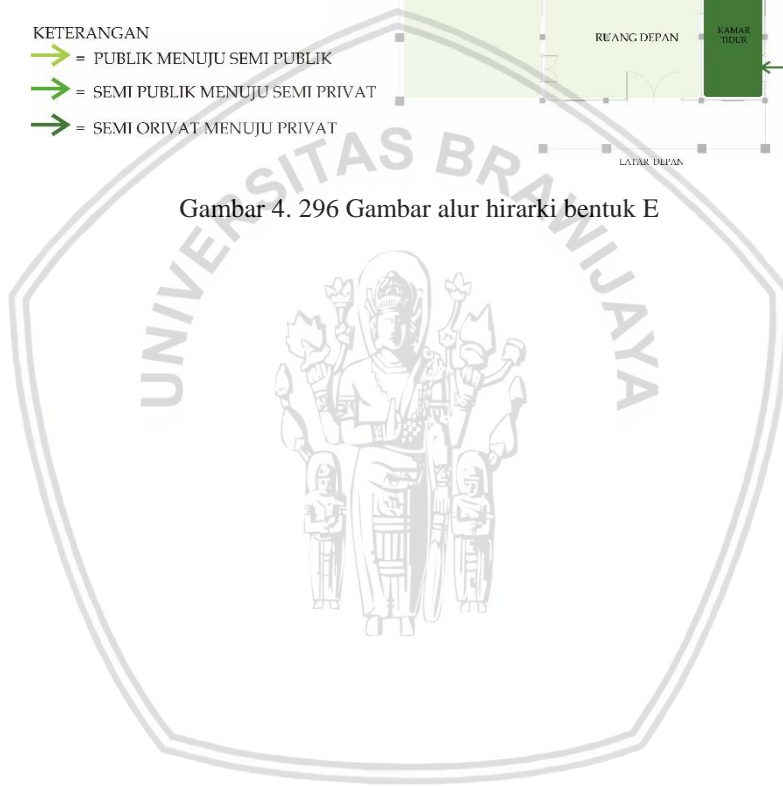 KETERANGAN
= PUBLIK MENUJU SEMI PUBLIK
= SEMI PUBLIK MENUJU SEMI PRIVAT
= SEMI ORIVAT MENUJU PRIVAT
RUANG DEPAN
KAMAR
TIDUR
LATAR DEPAN
Gambar 4. 296 Gambar alur hirarki bentuk E
UNIVERSITAS BRAWIJAYA